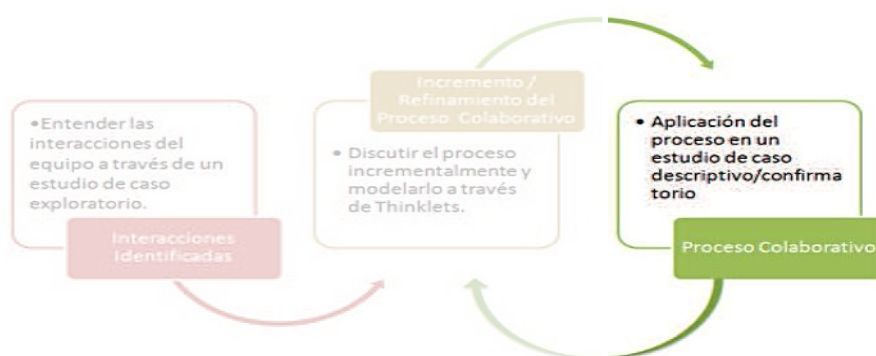 •Entender las
interacciones del
equipo a través de un
estudio de caso
exploratorio.
Interacciones
Identificadas
Incremento /
Refinamiento del
Proceso Colaborativo
• Discutir el proceso
incrementalmente y
modelarlo a través
de Thinklets.
• Aplicación del
proceso en un
estudio de caso
descriptivo/confirma
torio
Proceso Colaborativo